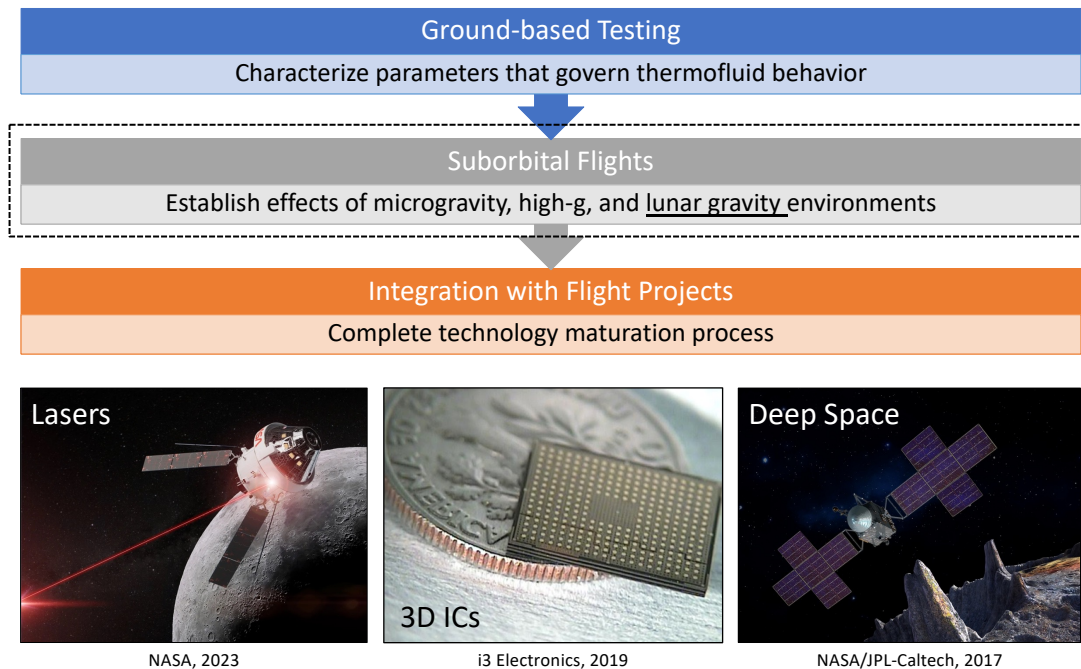 Ground-based Testing
Characterize parameters that govern thermofluid behavior
Suborbital Flights
Establish effects of microgravity, high-g, and lunar gravity environments
Integration with Flight Projects
Complete technology maturation process
Lasers
3D ICs
Deep Space
NASA, 2023
i3 Electronics, 2019
NASA/JPL-Caltech, 2017